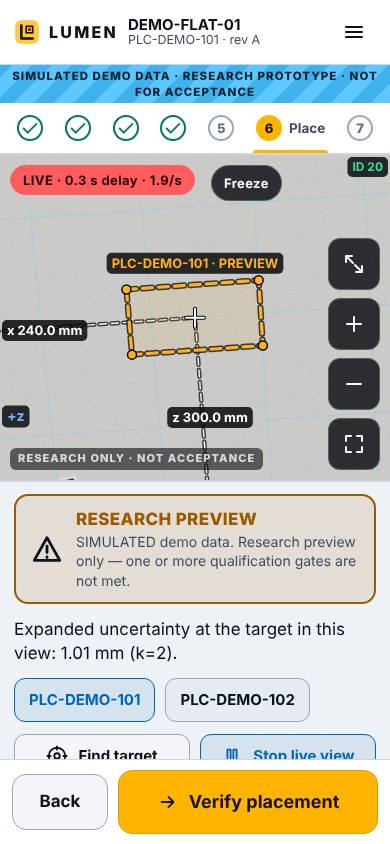 LUMEN
DEMO-FLAT-01
PLC-DEMO-101 · rev A
SIMULATED DEMO DATA · RESEARCH PROTOTYPE · NOT
FOR ACCEPTANCE
5
6 Place
7
LIVE · 0.3 s delay · 1.9/s
Freeze
ID 20
PLC-DEMO-101 · PREVIEW
x 240.0 mm
+z
z 300.0 mm
RESEARCH ONLY · NOT ACCEPTANCE
RESEARCH PREVIEW
SIMULATED demo data. Research preview
only — one or more qualification gates are
not met.
Expanded uncertainty at the target in this
view: 1.01 mm (k=2).
PLC-DEMO-101
PLC-DEMO-102
Find target
Stop live view
Back
→ Verify placement